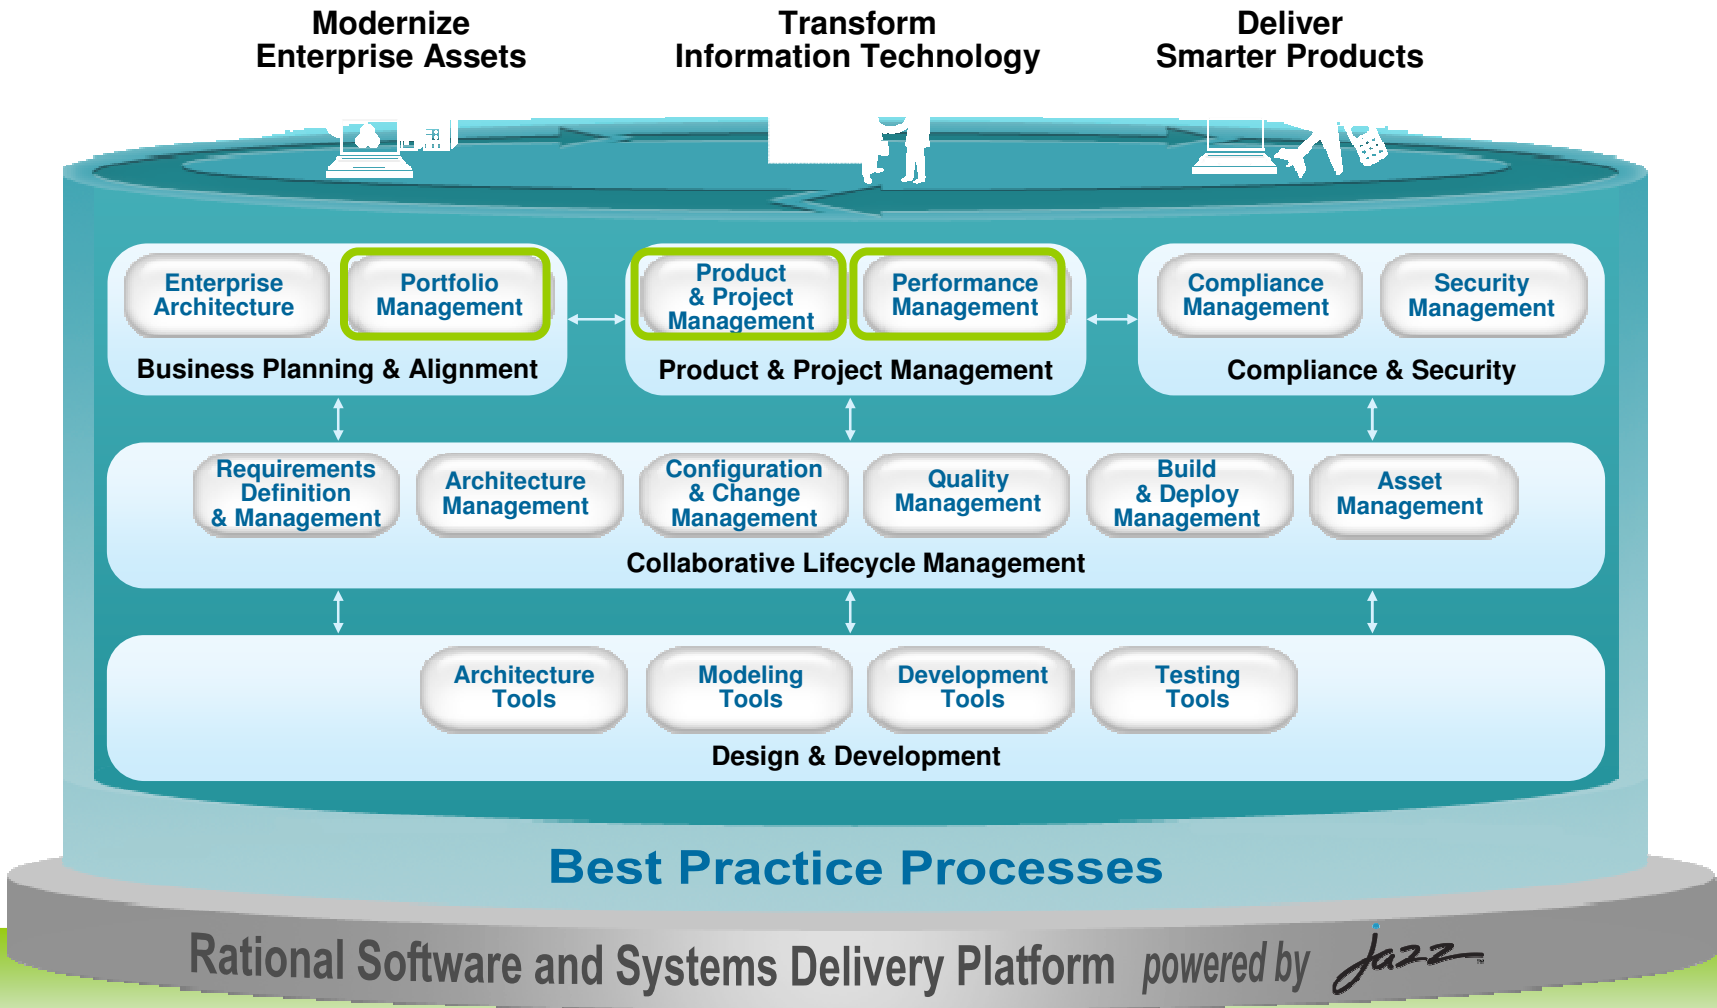 Modernize
Enterprise Assets
Transform
Information Technology
Deliver
Smarter Products
Enterprise
Architecture
Portfolio
Management
Business Planning & Alignment
Product
& Project
Management
Performance
Management
Product & Project Management
Compliance
Management
Security
Management
Compliance & Security
Requirements
Definition
& Management
Architecture
Management
Configuration
& Change
Management
Quality
Management
Build
& Deploy
Management
Asset
Management
Collaborative Lifecycle Management
Architecture
Tools
Modeling
Tools
Development
Tools
Testing
Tools
Design & Development
Best Practice Processes
Rational Software and Systems Delivery Platform powered by jazz™